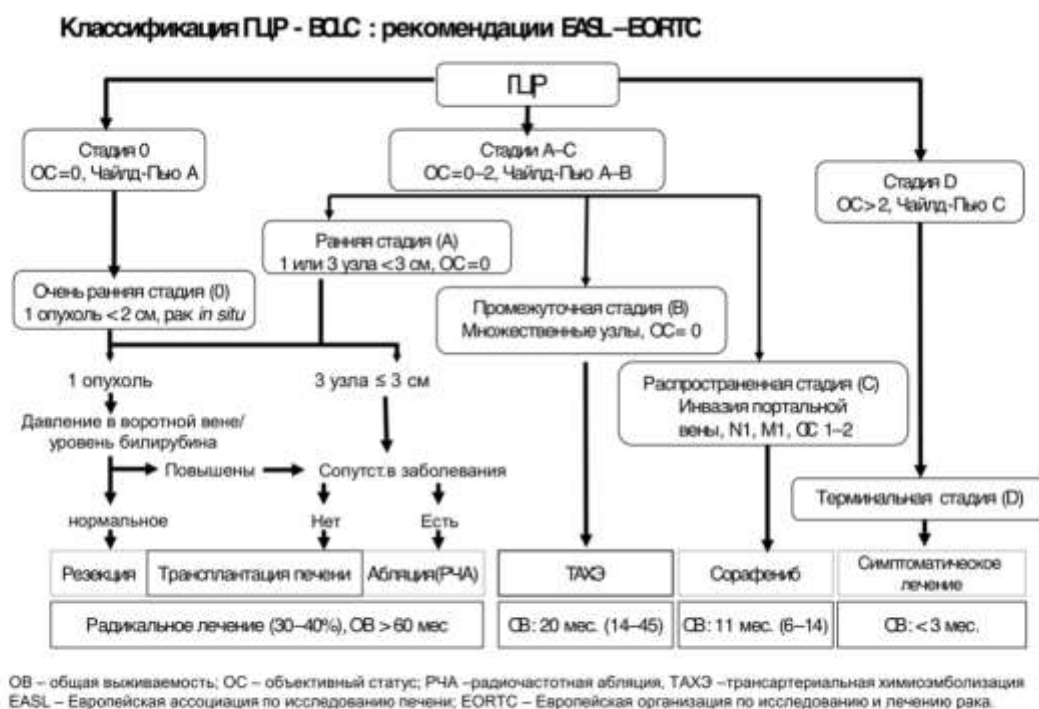 Классификация ГЦР - BCLC : рекомендации EASL–EORTC
ГЦР
Стадия 0
ОС=0, Чайлд-Пью А
Стадии А–С
ОС=0–2, Чайлд-Пью А–В
Стадия D
ОС>2, Чайлд-Пью С
Ранняя стадия (А)
1 или 3 узла <3 см, ОС=0
Очень ранняя стадия (0)
1 опухоль <2 см, рак in situ
Промежуточная стадия (В)
Множественные узлы, ОС= 0
1 опухоль
3 узла ≤ 3 см
Распространенная стадия (С)
Инвазия портальной
вены, N1, M1, ОС 1–2
Давление в воротной вене/
уровень билирубина
Повышены
Сопутст.в заболевания
Терминальная стадия (D)
нормальное
Нет
Есть
Резекция
Трансплантация печени
Абляция(РЧА)
ТАХЭ
Сорафениб
Симптоматическое
лечение
Радикальное лечение (30–40%), ОВ > 60 мес
ОВ: 20 мес. (14–45)
ОВ: 11 мес. (6–14)
ОВ: <3 мес.
ОВ – общая выживаемость; ОС – объективный статус; РЧА –радиочастотная абляция, ТАХЭ –трансартериальная химиоэмболизация
EASL – Европейская ассоциация по исследованию печени; EORTC – Европейская организация по исследованию и лечению рака.